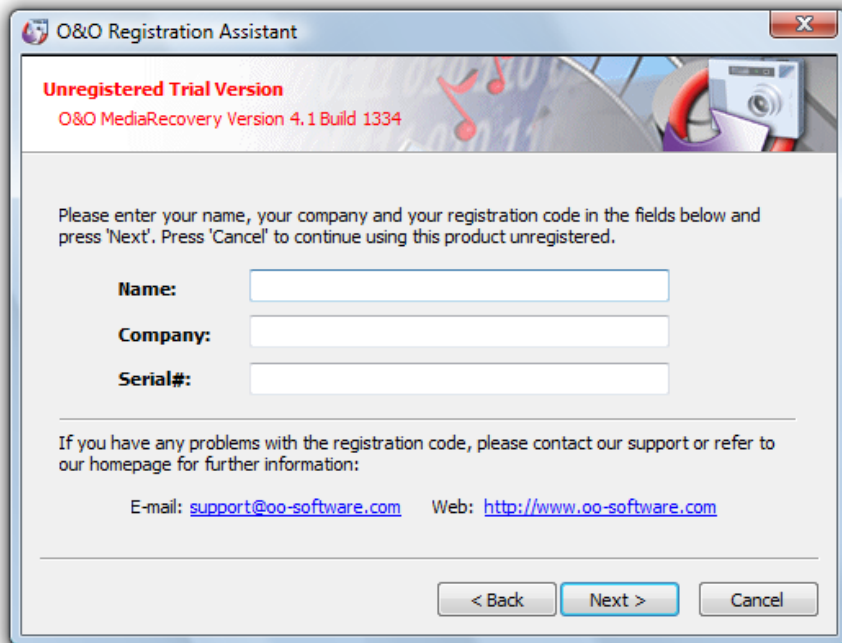 O&O Registration Assistant
Unregistered Trial Version
O&O MediaRecovery Version 4.1 Build 1334
Please enter your name, your company and your registration code in the fields below and
press 'Next'. Press 'Cancel' to continue using this product unregistered.
Name:
Company:
Serial#:
If you have any problems with the registration code, please contact our support or refer to
our homepage for further information:
E-mail: support@oo-software.com Web: http://www.oo-software.com
< Back Next > Cancel